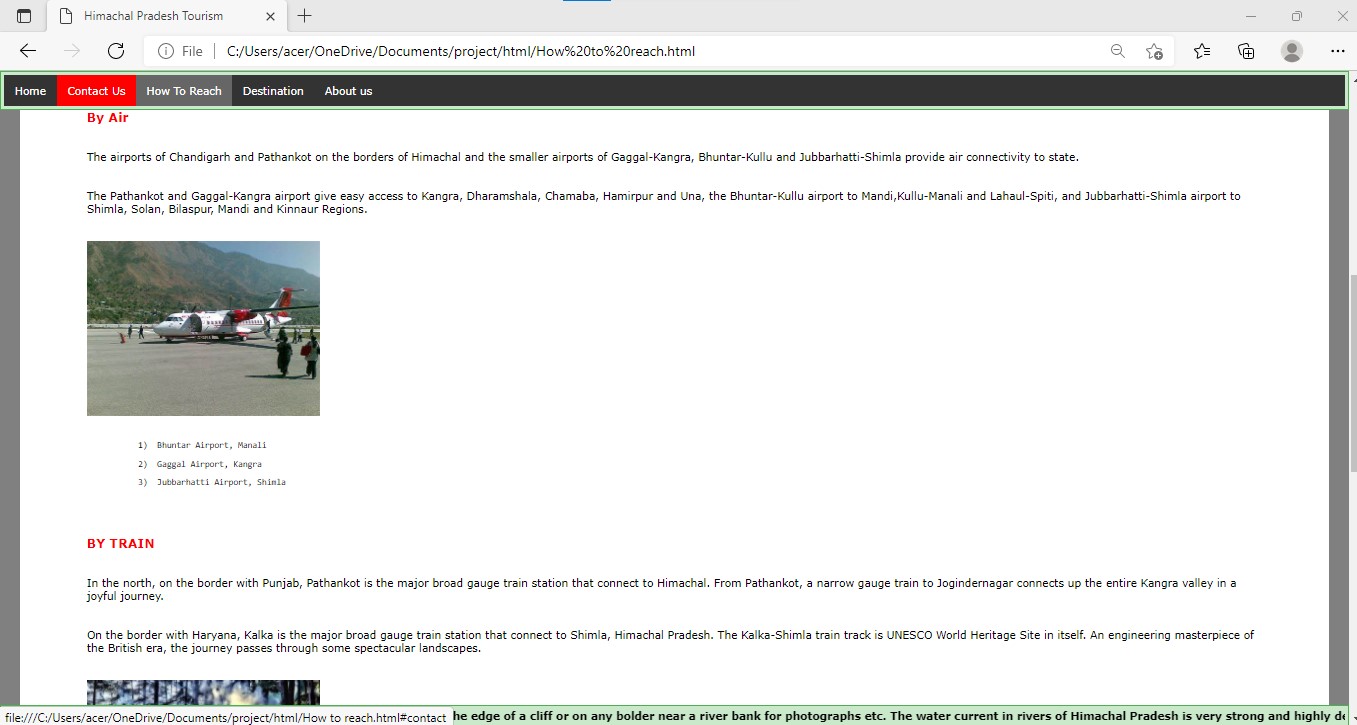 Himachal Pradesh Tourism
File
C:/Users/acer/OneDrive/Documents/project/html/How%20to%20reach.html
Home Contact Us How To Reach Destination About us
By Air
The airports of Chandigarh and Pathankot on the borders of Himachal and the smaller airports of Gaggal-Kangra, Bhuntar-Kullu and Jubbarhatti-Shimla provide air connectivity to state.
The Pathankot and Gaggal-Kangra airport give easy access to Kangra, Dharamshala, Chamaba, Hamirpur and Una, the Bhuntar-Kullu airport to Mandi,Kullu-Manali and Lahaul-Spiti, and Jubbarhatti-Shimla airport to
Shimla, Solan, Bilaspur, Mandi and Kinnaur Regions.
1) Bhuntar Airport, Manali
2) Gaggal Airport, Kangra
3) Jubbarhatti Airport, Shimla
BY TRAIN
In the north, on the border with Punjab, Pathankot is the major broad gauge train station that connect to Himachal. From Pathankot, a narrow gauge train to Jogindernagar connects up the entire Kangra valley in a
joyful journey.
On the border with Haryana, Kalka is the major broad gauge train station that connect to Shimla, Himachal Pradesh. The Kalka-Shimla train track is UNESCO World Heritage Site in itself. An engineering masterpiece of
the British era, the journey passes through some spectacular landscapes.
file:///C:/Users/acer/OneDrive/Documents/project/html/How to reach.html#contact
he edge of a cliff or on any bolder near a river bank for photographs etc. The water current in rivers of Himachal Pradesh is very strong and highly